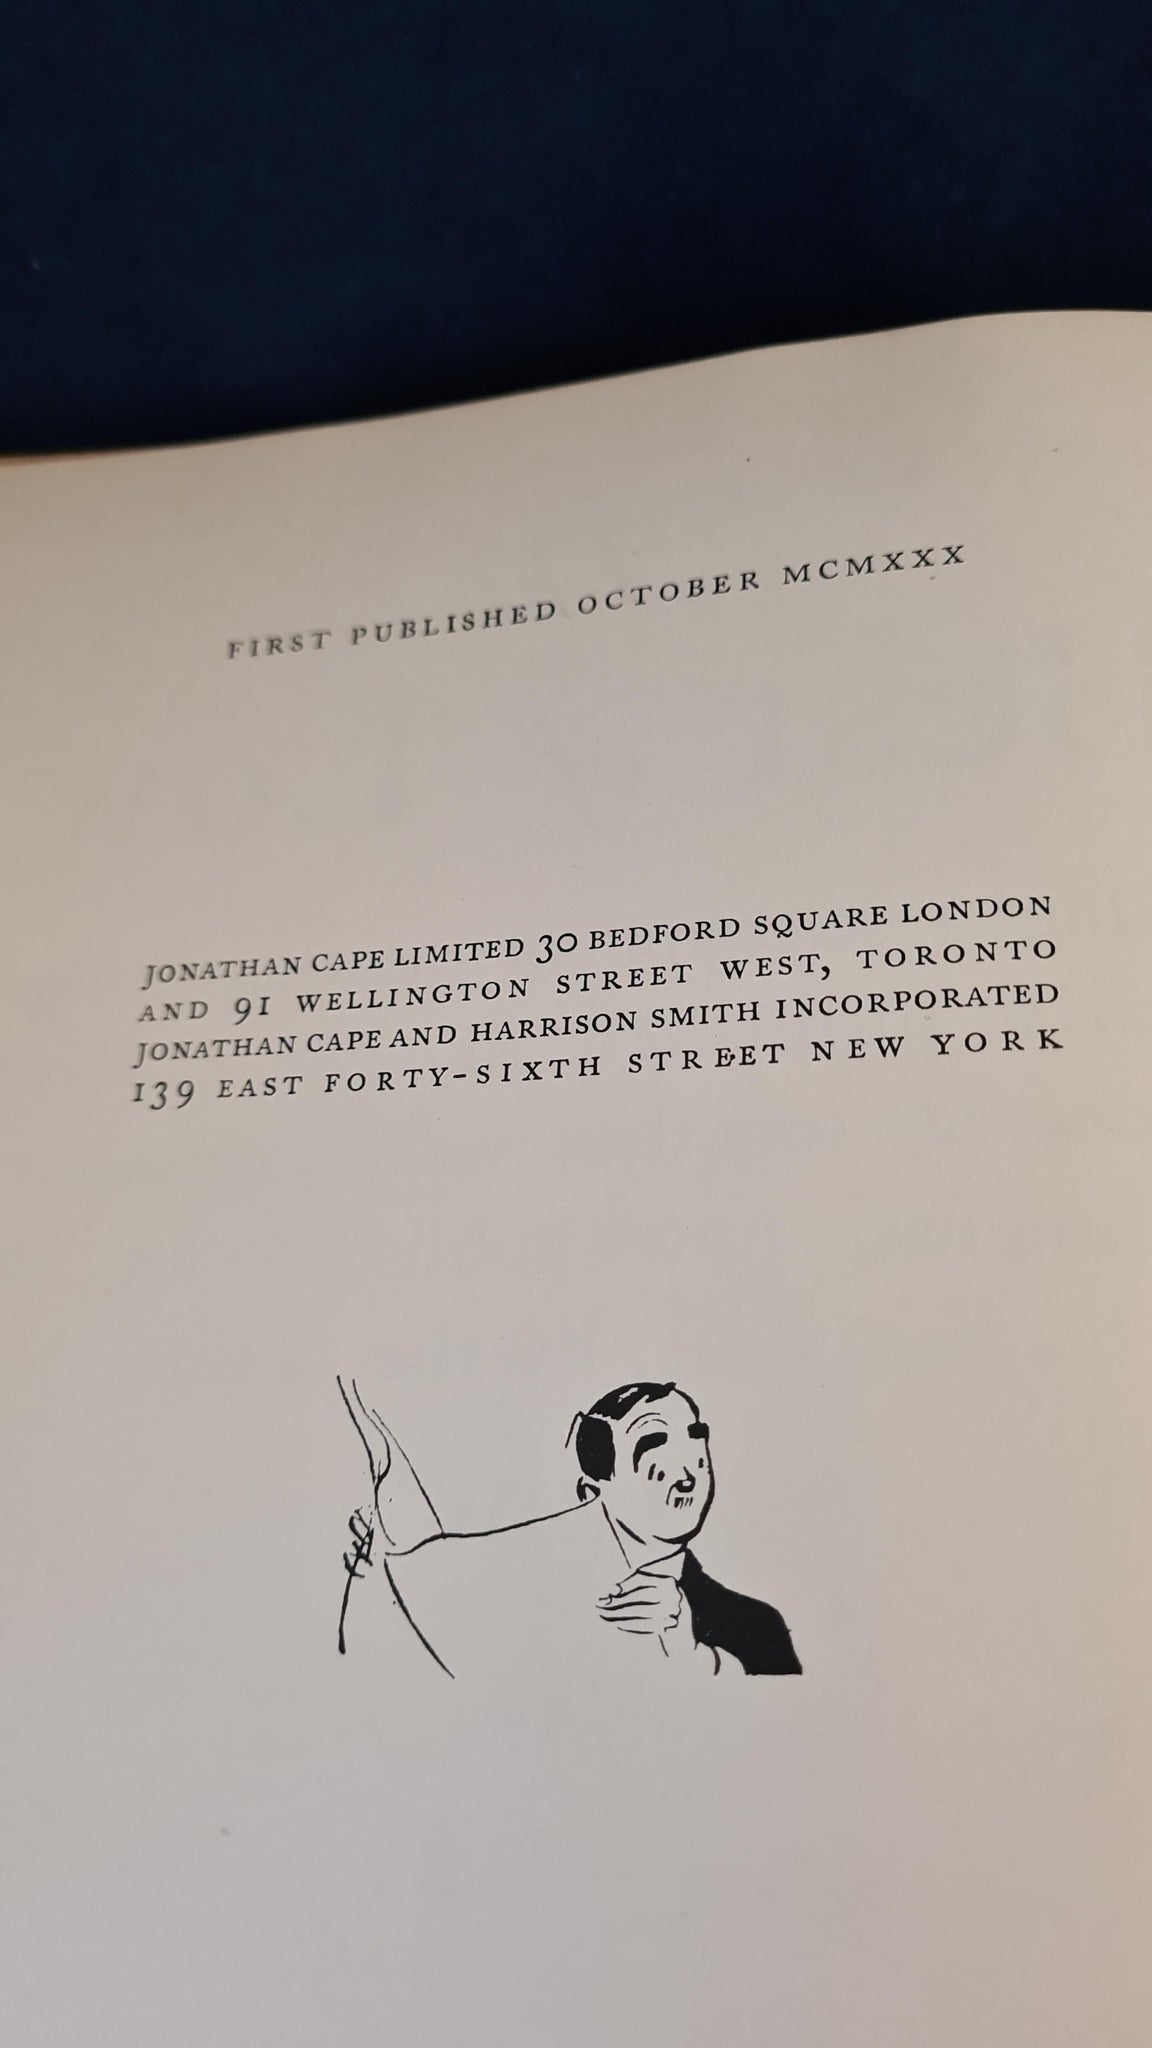 FIRST PUBLISHED OCTOBER MCMXXX
JONATHAN CAPE LIMITED 30 BEDFORD SQUARE LONDON
AND 91 WELLINGTON STREET WEST, TORONTO
JONATHAN CAPE AND HARRISON SMITH INCORPORATED
139 EAST FORTY-SIXTH STREET NEW YORK